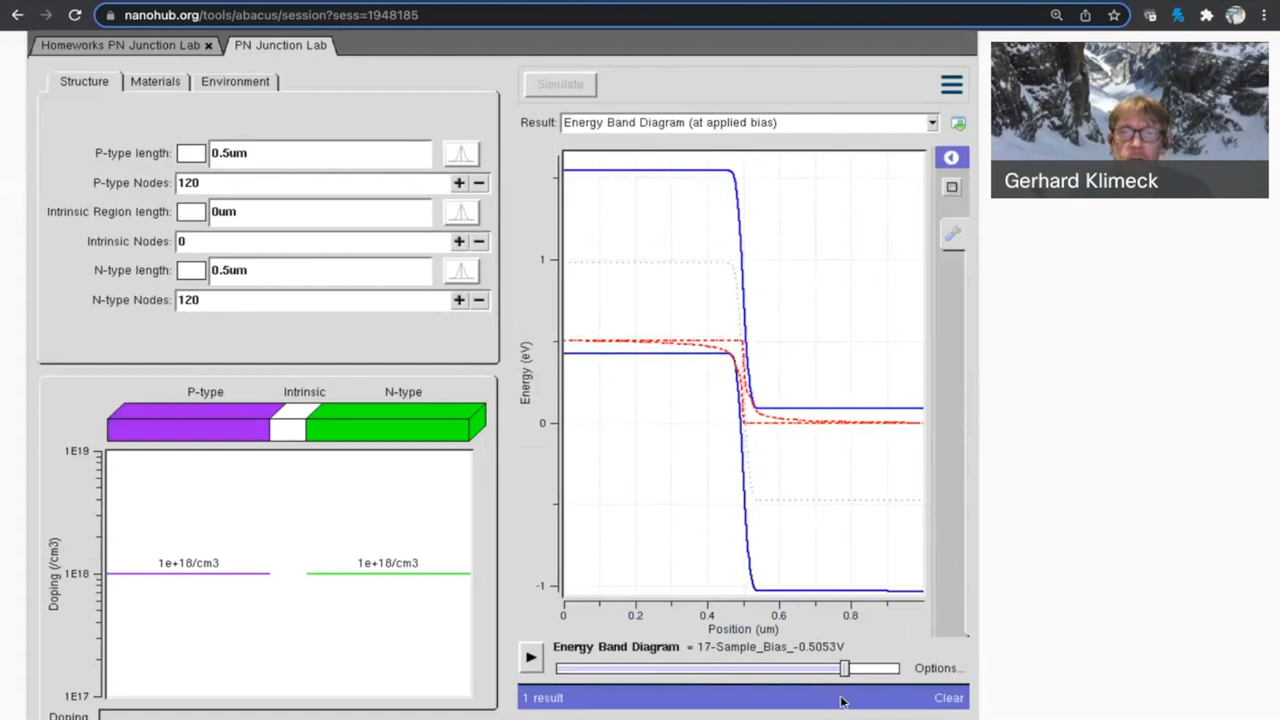 nanohub.org/tools/abacus/session?sess=1948185
Homeworks PN Junction Lab ×
PN Junction Lab
Structure
Materials
Environment
Simulate
Result: Energy Band Diagram (at applied bias)
P-type length: 0.5um
P-type Nodes: 120 + −
Intrinsic Region length: 0um
Intrinsic Nodes: 0 + −
N-type length: 0.5um
N-type Nodes: 120 + −
P-type Intrinsic N-type
1E19
1E18
1E17
Doping (/cm3)
1e+18/cm3
1e+18/cm3
Doping
Energy (eV)
1
0
-1
0 0.2 0.4 0.6 0.8
Position (um)
Energy Band Diagram = 17-Sample_Bias_-0.5053V
Options...
1 result
Clear
Gerhard Klimeck